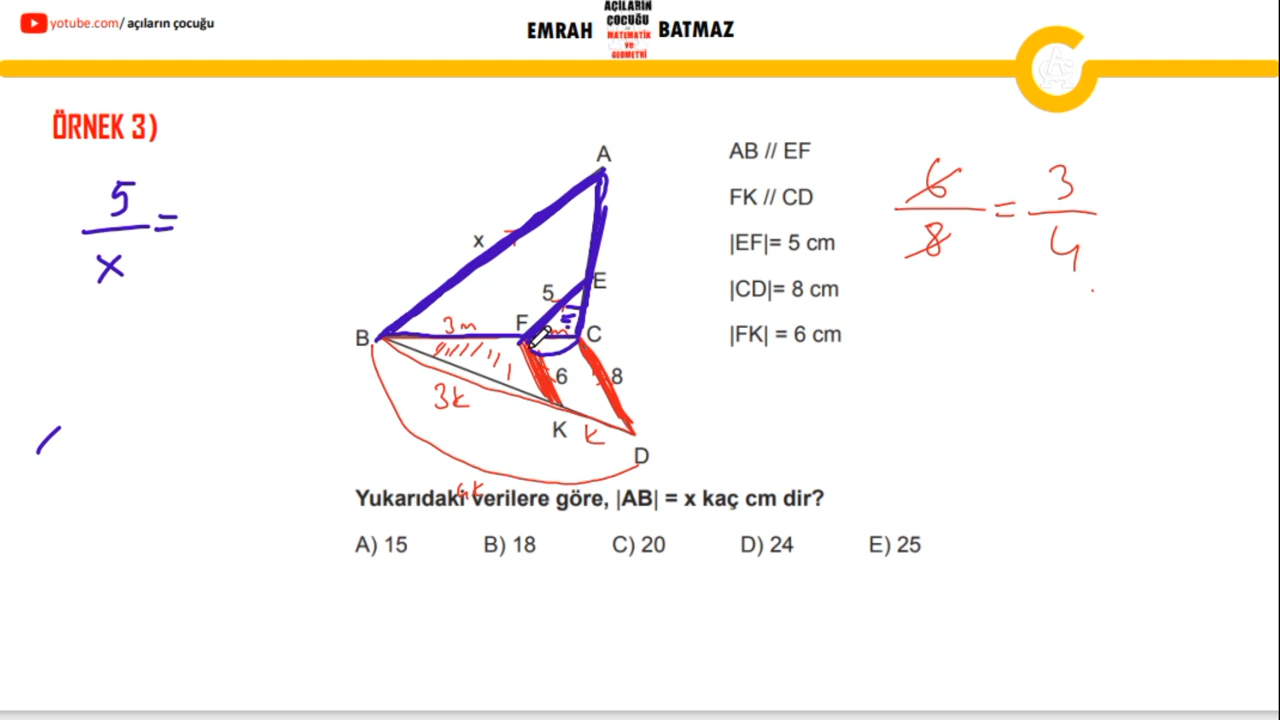 yotube.com/ açıların çocuğu
EMRAH
AÇILARIN
ÇOCUĞU
MATEMATİK
ve
GEOMETRİ
BATMAZ
ÖRNEK 3)
5
x
=
A
x
E
5
F
C
B
3m
m
6
8
3k
K
k
D
4k
AB // EF
FK // CD
|EF|= 5 cm
|CD|= 8 cm
|FK| = 6 cm
6
8
=
3
4
Yukarıdaki verilere göre, |AB| = x kaç cm dir?
A) 15 B) 18 C) 20 D) 24 E) 25